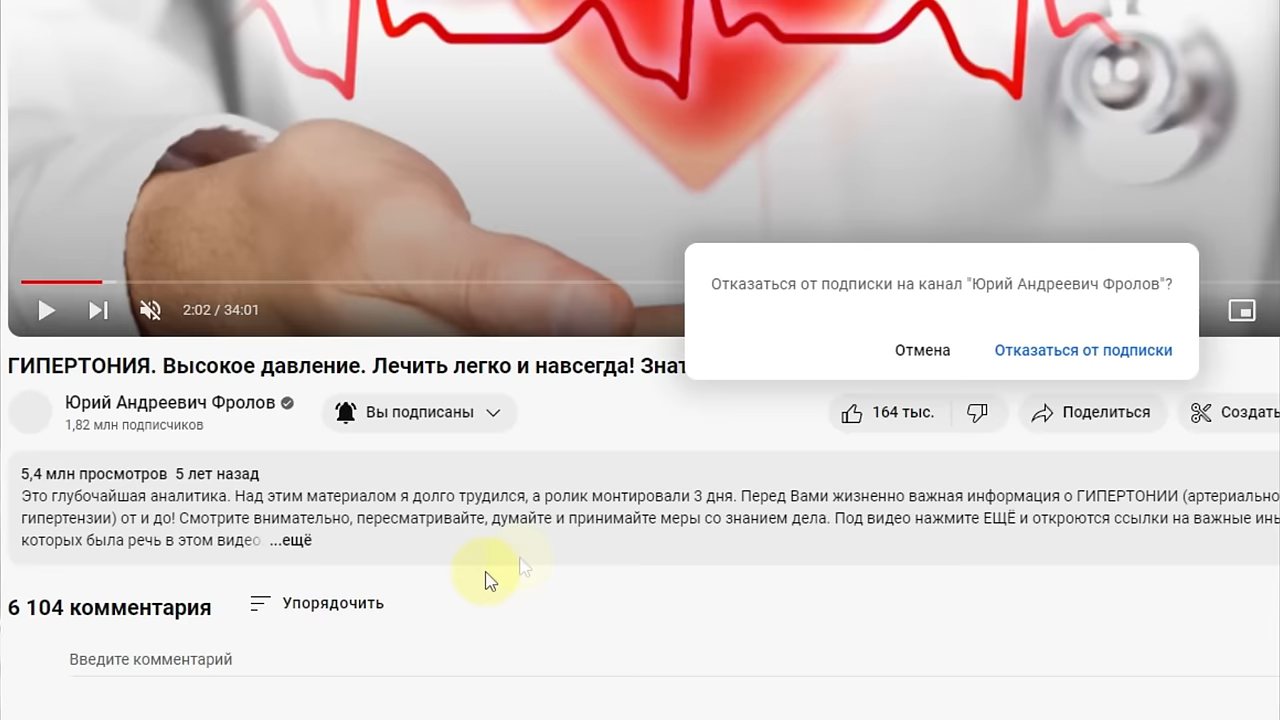 Отказаться от подписки на канал "Юрий Андреевич Фролов"?
Отмена Отказаться от подписки
2:02 / 34:01
ГИПЕРТОНИЯ. Высокое давление. Лечить легко и навсегда!
Юрий Андреевич Фролов
1,82 млн подписчиков
Вы подписаны
164 тыс. Поделиться
5,4 млн просмотров 5 лет назад
Это глубочайшая аналитика. Над этим материалом я долго трудился, а ролик монтировали 3 дня. Перед Вами жизненно важная информация о ГИПЕРТОНИИ
гипертензии) от и до! Смотрите внимательно, пересматривайте, думайте и принимайте меры со знанием дела. Под видео нажмите ЕЩЁ и откроются ссылки на важные
которых была речь в этом видео. ...ещё
6 104 комментария Упорядочить
Введите комментарий